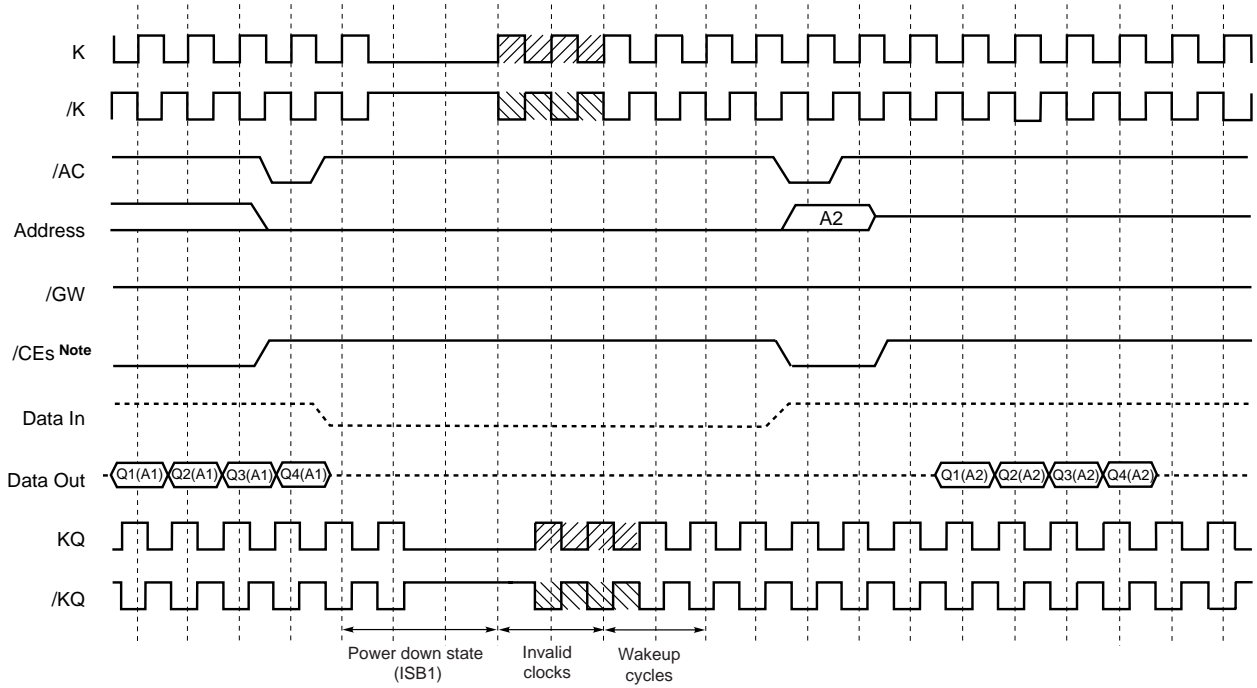 K
/K
/AC
Address
A2
/GW
/CEs Note
Data In
Data Out
Q1(A1) Q2(A1) Q3(A1) Q4(A1)
Q1(A2) Q2(A2) Q3(A2) Q4(A2)
KQ
/KQ
Power down state
(ISB1)
Invalid
clocks
Wakeup
cycles